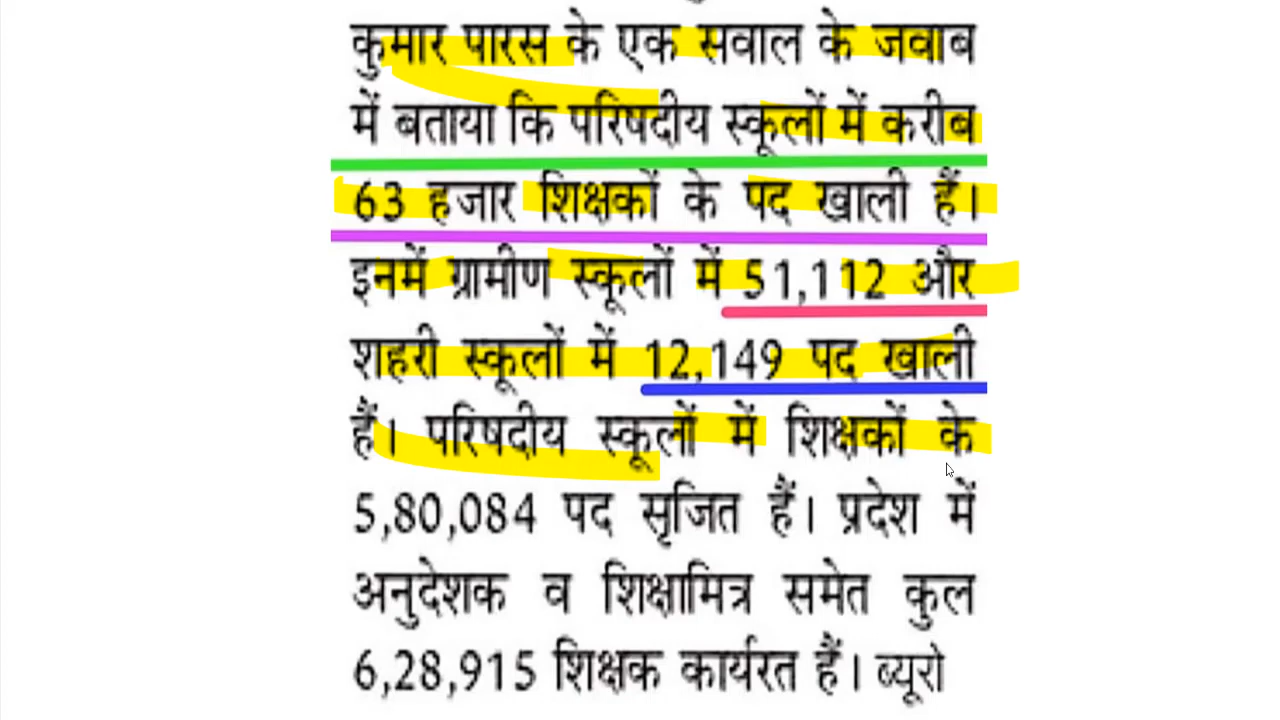 कुमार पारस के एक सवाल के जवाब
में बताया कि परिषदीय स्कूलों में करीब
63 हजार शिक्षकों के पद खाली हैं।
इनमें ग्रामीण स्कूलों में 51,112 और
शहरी स्कूलों में 12,149 पद खाली
हैं। परिषदीय स्कूलों में शिक्षकों के
5,80,084 पद सृजित हैं। प्रदेश में
अनुदेशक व शिक्षामित्र समेत कुल
6,28,915 शिक्षक कार्यरत हैं। ब्यूरो